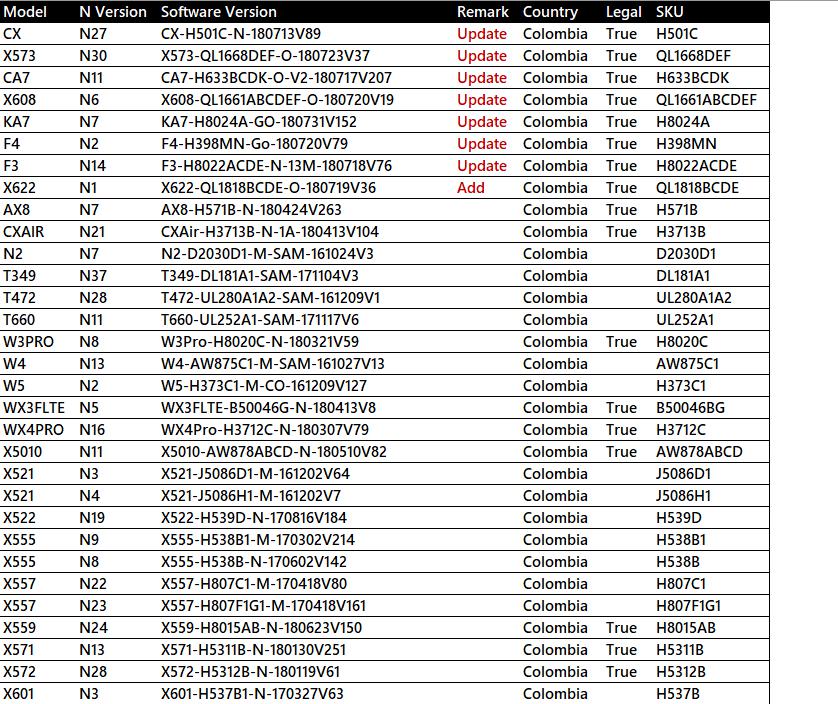 Model N Version Software Version Remark Country Legal SKU
CX N27 CX-H501C-N-180713V89 Update Colombia True H501C
X573 N30 X573-QL1668DEF-O-180723V37 Update Colombia True QL1668DEF
CA7 N11 CA7-H633BCDK-O-V2-180717V207 Update Colombia True H633BCDK
X608 N6 X608-QL1661ABCDEF-O-180720V19 Update Colombia True QL1661ABCDEF
KA7 N7 KA7-H8024A-GO-180731V152 Update Colombia True H8024A
F4 N2 F4-H398MN-Go-180720V79 Update Colombia True H398MN
F3 N14 F3-H8022ACDE-N-13M-180718V76 Update Colombia True H8022ACDE
X622 N1 X622-QL1818BCDE-O-180719V36 Add Colombia True QL1818BCDE
AX8 N7 AX8-H571B-N-180424V263 Colombia True H571B
CXAIR N21 CXAir-H3713B-N-1A-180413V104 Colombia True H3713B
N2 N7 N2-D2030D1-M-SAM-161024V3 Colombia D2030D1
T349 N37 T349-DL181A1-SAM-171104V3 Colombia DL181A1
T472 N28 T472-UL280A1A2-SAM-161209V1 Colombia UL280A1A2
T660 N11 T660-UL252A1-SAM-171117V6 Colombia UL252A1
W3PRO N8 W3Pro-H8020C-N-180321V59 Colombia True H8020C
W4 N13 W4-AW875C1-M-SAM-161027V13 Colombia AW875C1
W5 N2 W5-H373C1-M-CO-161209V127 Colombia H373C1
WX3FLTE N5 WX3FLTE-B50046G-N-180413V8 Colombia True B50046BG
WX4PRO N16 WX4Pro-H3712C-N-180307V79 Colombia True H3712C
X5010 N11 X5010-AW878ABCD-N-180510V82 Colombia True AW878ABCD
X521 N3 X521-J5086D1-M-161202V64 Colombia J5086D1
X521 N4 X521-J5086H1-M-161202V7 Colombia J5086H1
X522 N19 X522-H539D-N-170816V184 Colombia H539D
X555 N9 X555-H538B1-M-170302V214 Colombia H538B1
X555 N8 X555-H538B-N-170602V142 Colombia H538B
X557 N22 X557-H807C1-M-170418V80 Colombia H807C1
X557 N23 X557-H807F1G1-M-170418V161 Colombia H807F1G1
X559 N24 X559-H8015AB-N-180623V150 Colombia True H8015AB
X571 N13 X571-H5311B-N-180130V251 Colombia True H5311B
X572 N28 X572-H5312B-N-180119V61 Colombia True H5312B
X601 N3 X601-H537B1-N-170327V63 Colombia H537B